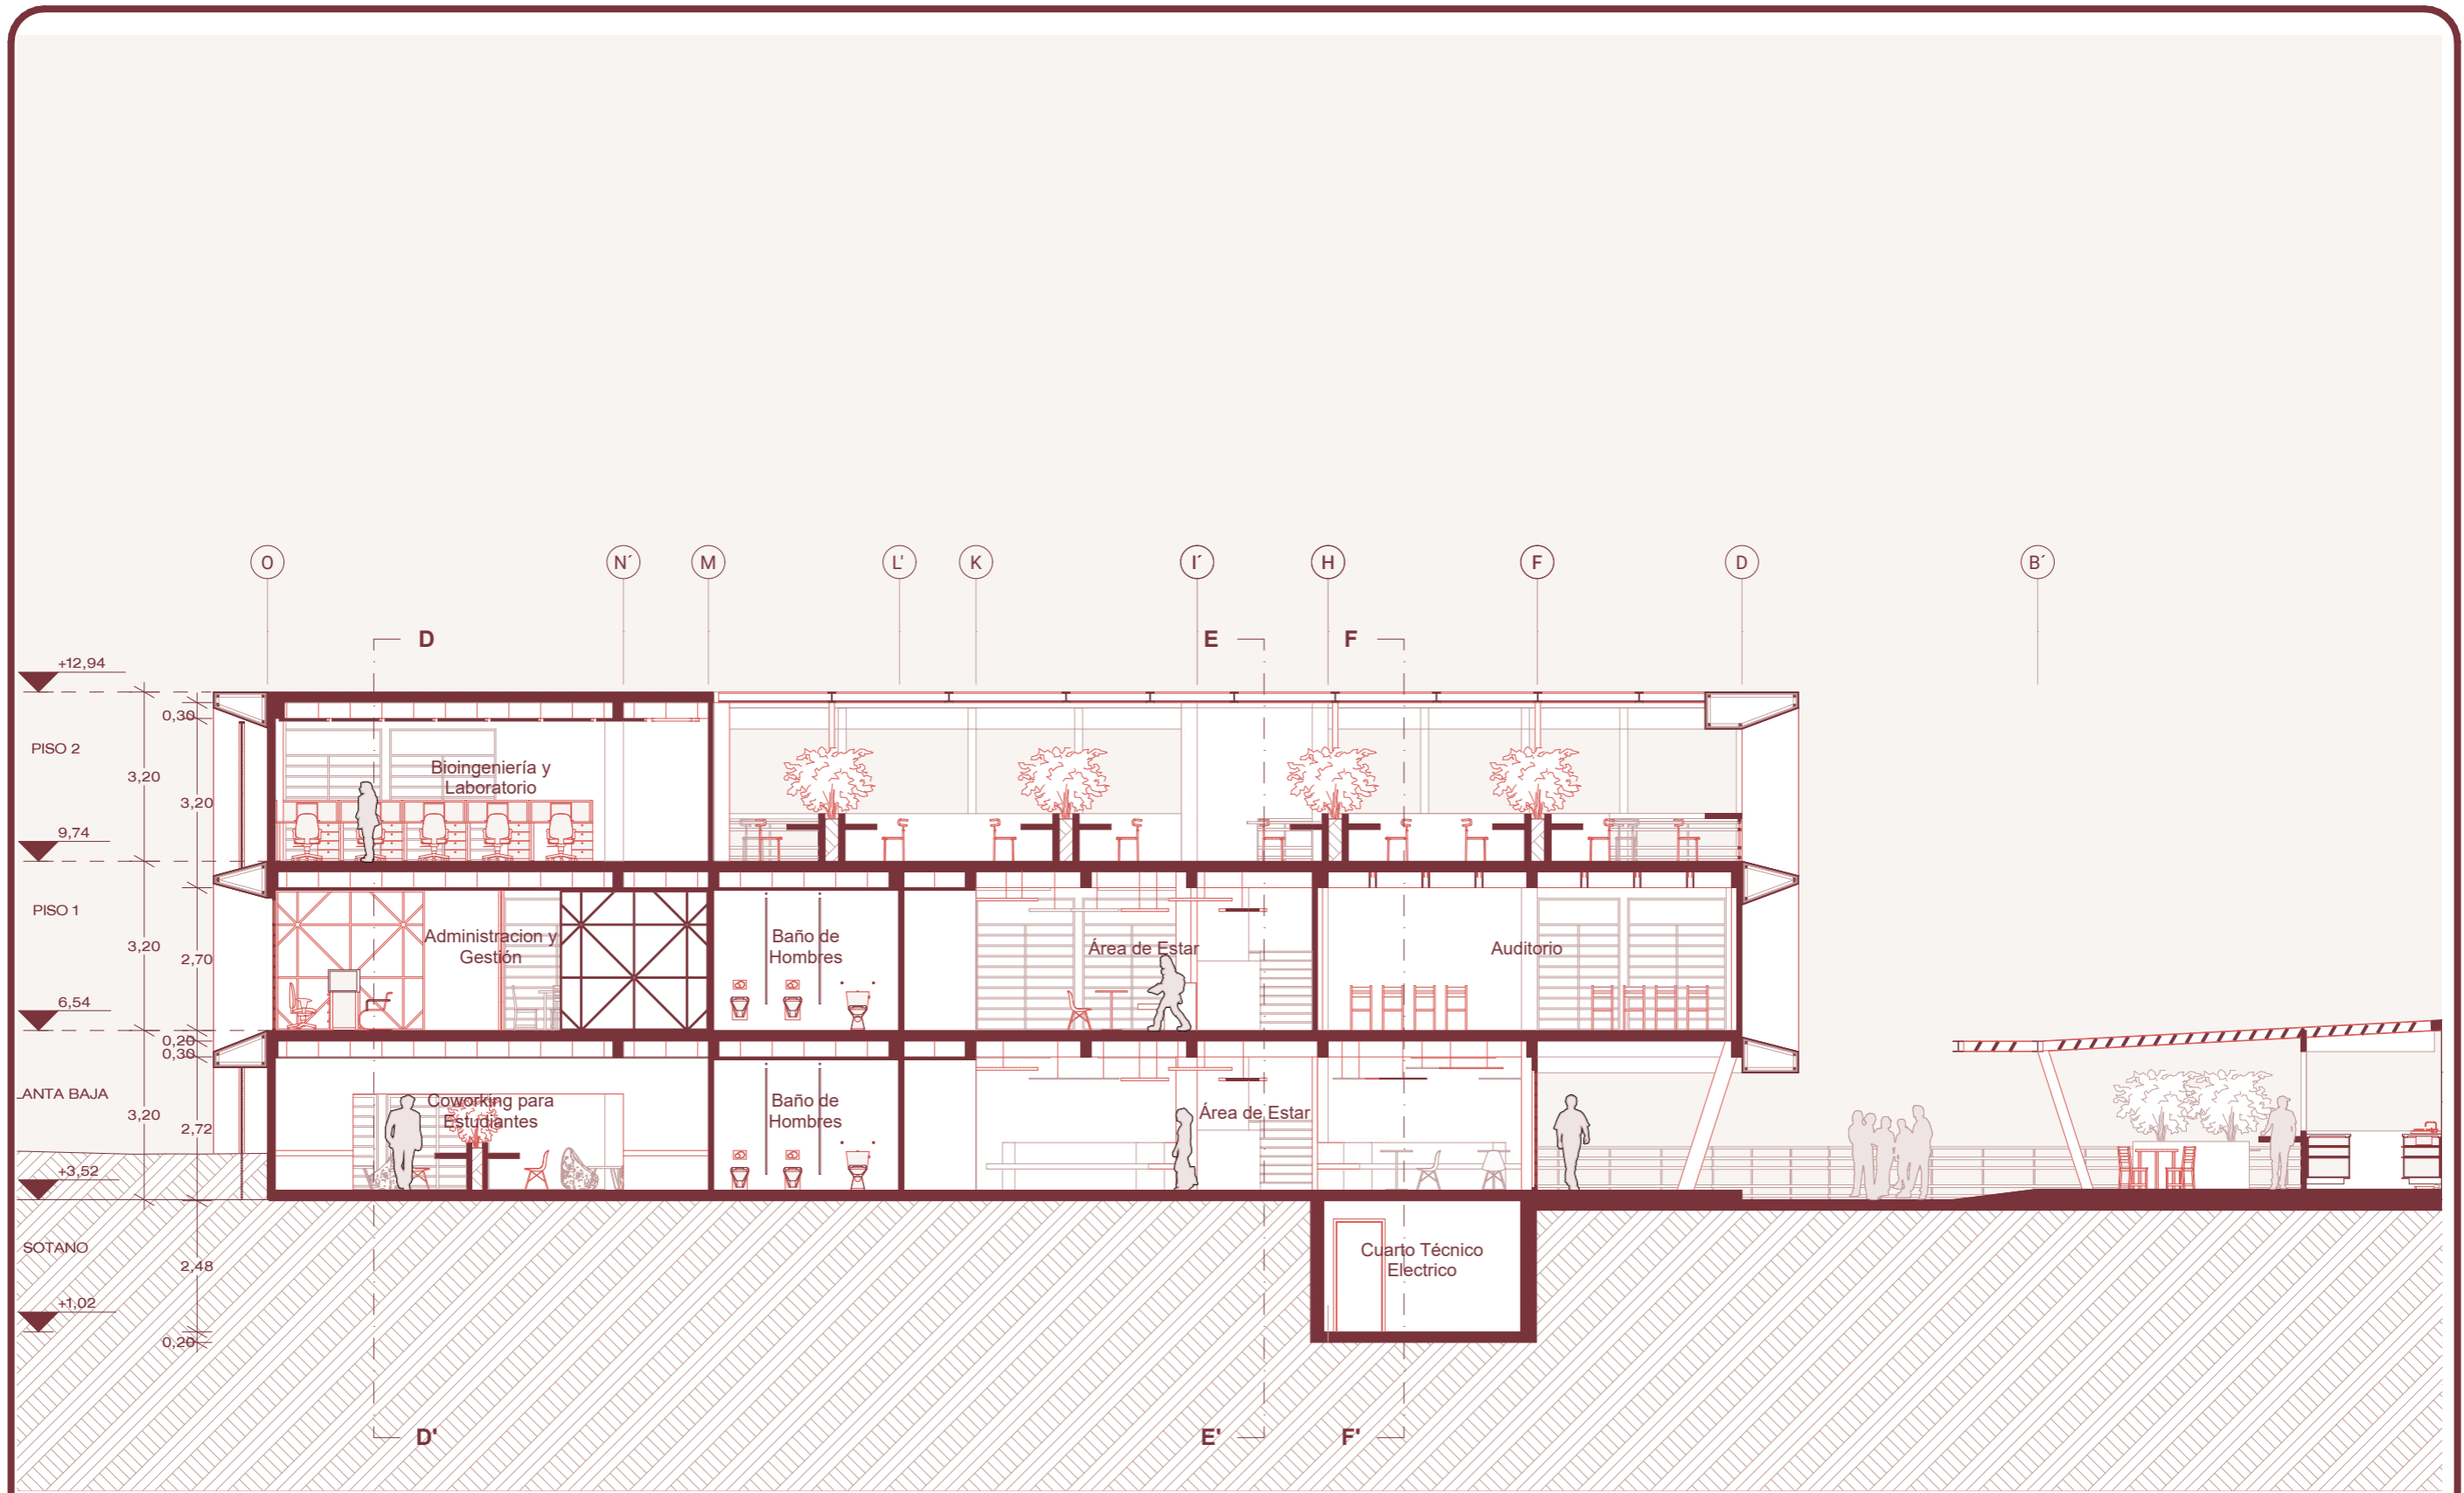 O N´ M L' K I´ H F D B´
D E F
+12,94
0,30
PISO 2
3,20
3,20
Bioingeniería y
Laboratorio
9,74
PISO 1
3,20
2,70
Administracion y
Gestión
Baño de
Hombres
Área de Estar
Auditorio
6,54
0,20
0,30
LANTA BAJA
3,20
2,72
Coworking para
Estudiantes
Baño de
Hombres
Área de Estar
+3,52
SOTANO
2,48
Cuarto Técnico
Electrico
+1,02
0,20
D' E' F'